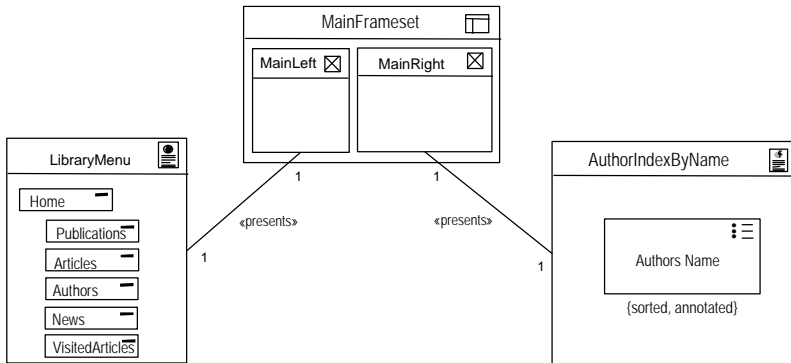 MainFrameset
MainLeft
MainRight
LibraryMenu
Home
Publications
Articles
Authors
News
VisitedArticles
1
1
«presents»
«presents»
1
1
AuthorIndexByName
Authors Name
{sorted, annotated}